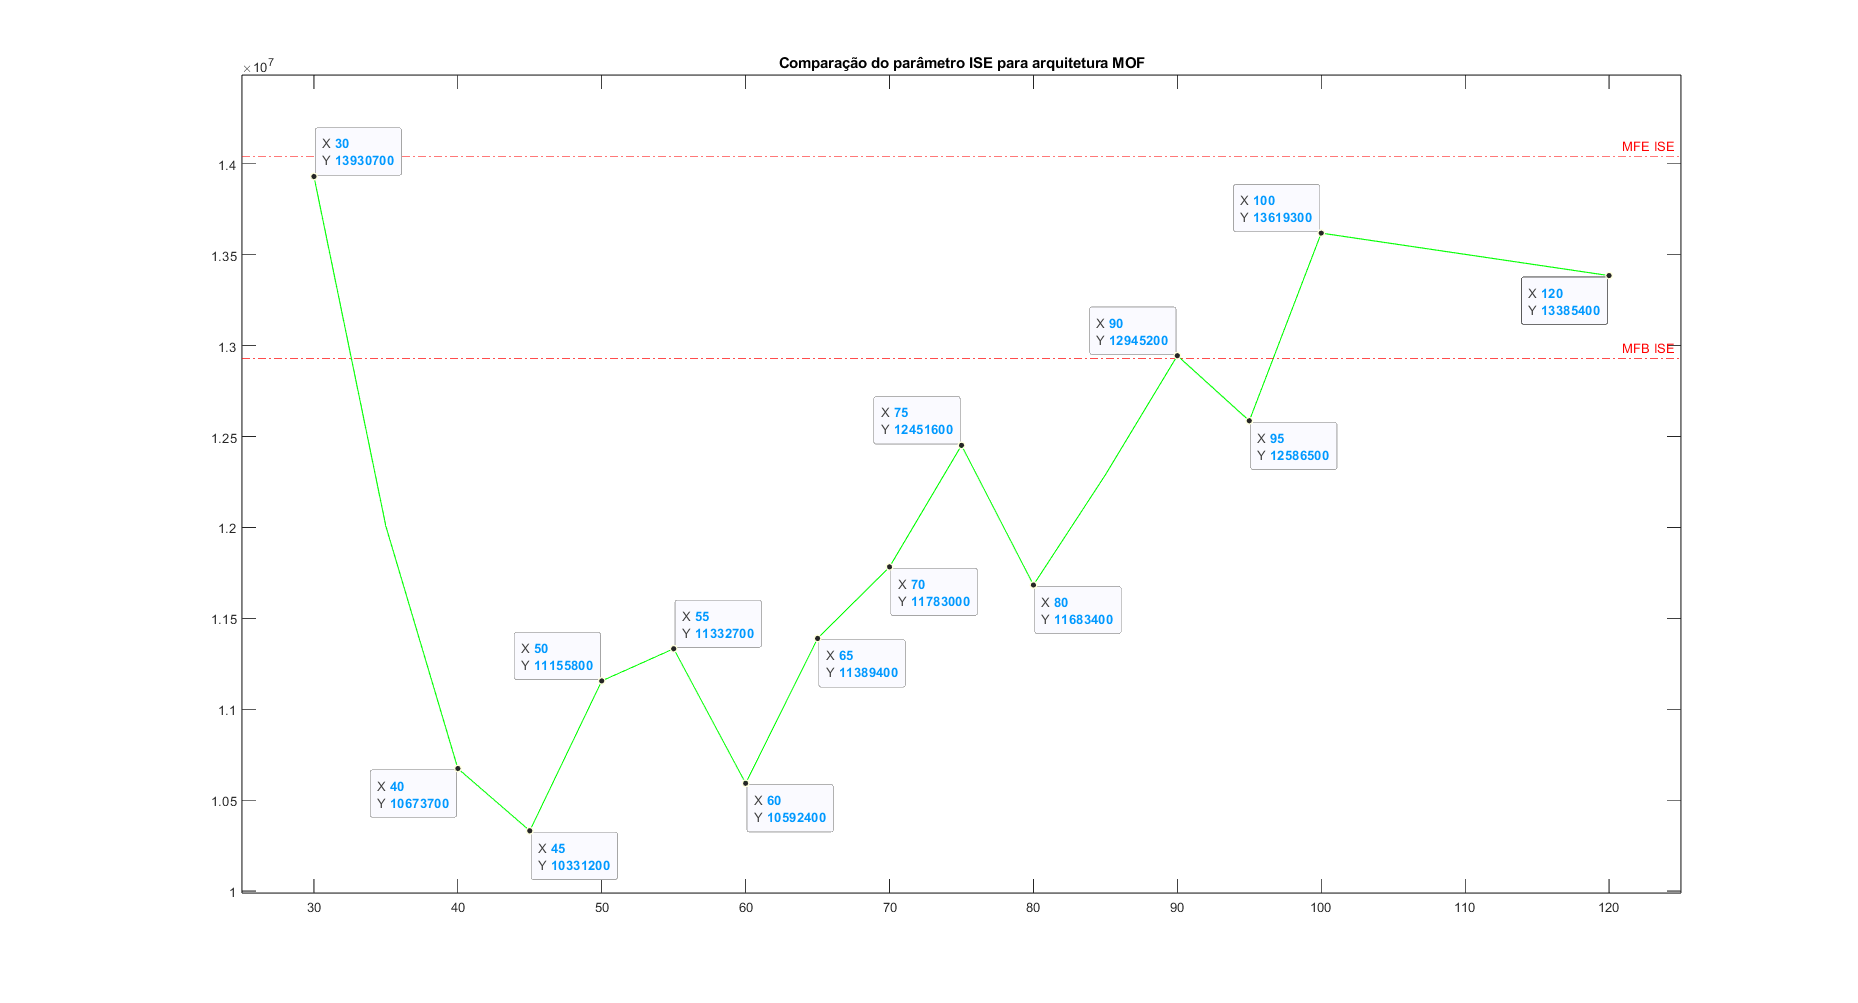 Comparação do parâmetro ISE para arquitetura MOF
×10⁷
X 30
Y 13930700
MFE ISE
1.4
X 100
Y 13619300
1.35
X 120
Y 13385400
X 90
Y 12945200
1.3
MFB ISE
X 75
Y 12451600
1.25
X 95
Y 12586500
1.2
X 70
Y 11783000
X 80
Y 11683400
1.15
X 55
Y 11332700
X 50
Y 11155800
X 65
Y 11389400
1.1
X 40
Y 10673700
1.05
X 60
Y 10592400
X 45
Y 10331200
1
30 40 50 60 70 80 90 100 110 120